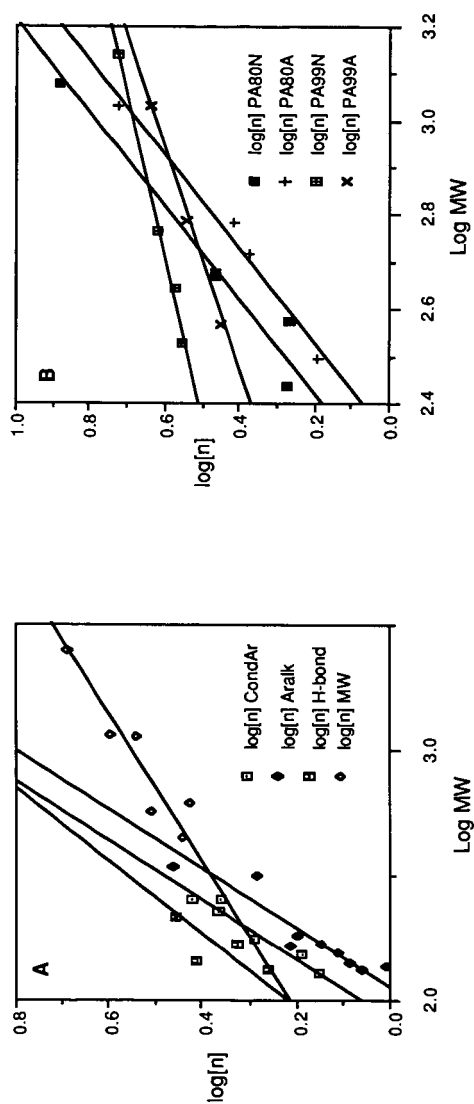 A
0.8
0.6
0.4
0.2
0.0
log[n]
2.0
3.0
Log MW
log[n] CondAr
log[n] Aralk
log[n] H-bond
log[n] MW
B
1.0
0.8
0.6
0.4
0.2
0.0
log[n]
2.4
2.6
2.8
3.0
3.2
Log MW
log[n] PA80N
log[n] PA80A
log[n] PA99N
log[n] PA99A